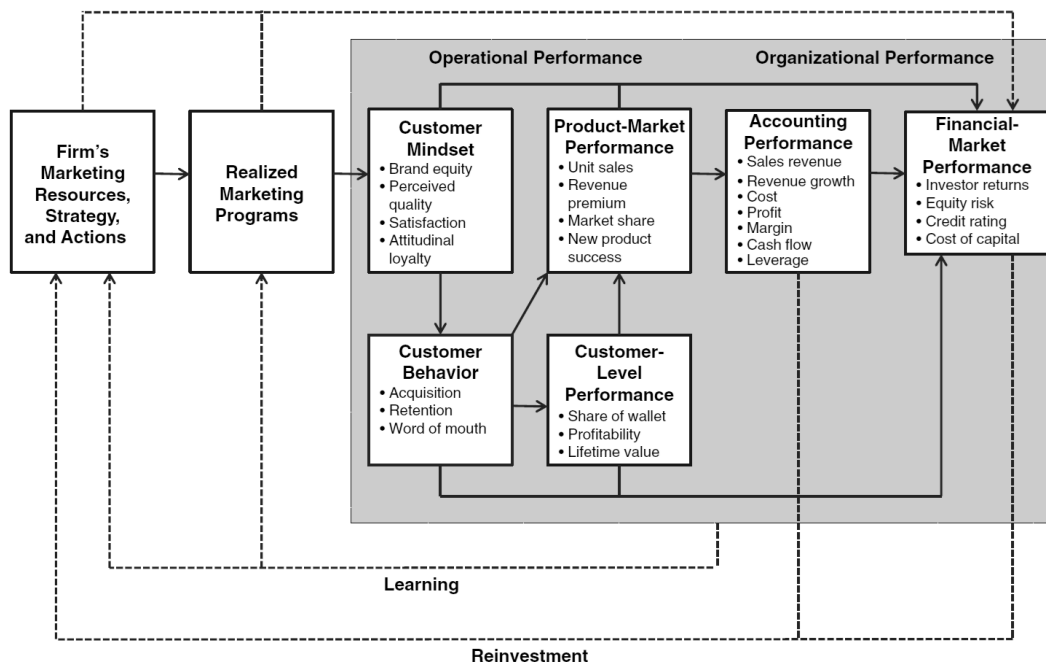 Operational Performance
Organizational Performance
Firm's
Marketing
Resources,
Strategy,
and Actions
Realized
Marketing
Programs
Customer
Mindset
• Brand equity
• Perceived
quality
• Satisfaction
• Attitudinal
loyalty
Product-Market
Performance
• Unit sales
• Revenue
premium
• Market share
• New product
success
Accounting
Performance
• Sales revenue
• Revenue growth
• Cost
• Profit
• Margin
• Cash flow
• Leverage
Financial-
Market
Performance
• Investor returns
• Equity risk
• Credit rating
• Cost of capital
Customer
Behavior
• Acquisition
• Retention
• Word of mouth
Customer-
Level
Performance
• Share of wallet
• Profitability
• Lifetime value
Learning
Reinvestment